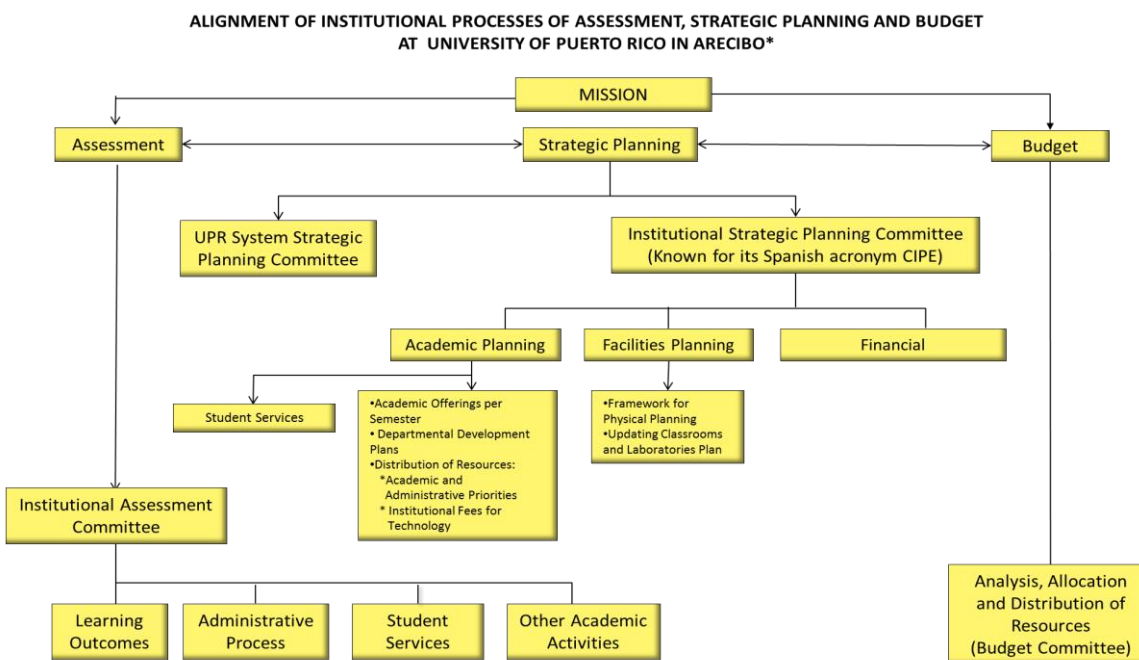 ALIGNMENT OF INSTITUTIONAL PROCESSES OF ASSESSMENT, STRATEGIC PLANNING AND BUDGET
AT UNIVERSITY OF PUERTO RICO IN ARECIBO*
MISSION
Assessment
Strategic Planning
Budget
UPR System Strategic
Planning Committee
Institutional Strategic Planning Committee
(Known for its Spanish acronym CIPE)
Academic Planning
Facilities Planning
Financial
Student Services
•Academic Offerings per
Semester
• Departmental Development
Plans
•Distribution of Resources:
*Academic and
Administrative Priorities
* Institutional Fees for
Technology
•Framework for
Physical Planning
•Updating Classrooms
and Laboratories Plan
Institutional Assessment
Committee
Learning
Outcomes
Administrative
Process
Student
Services
Other Academic
Activities
Analysis, Allocation
and Distribution of
Resources
(Budget Committee)